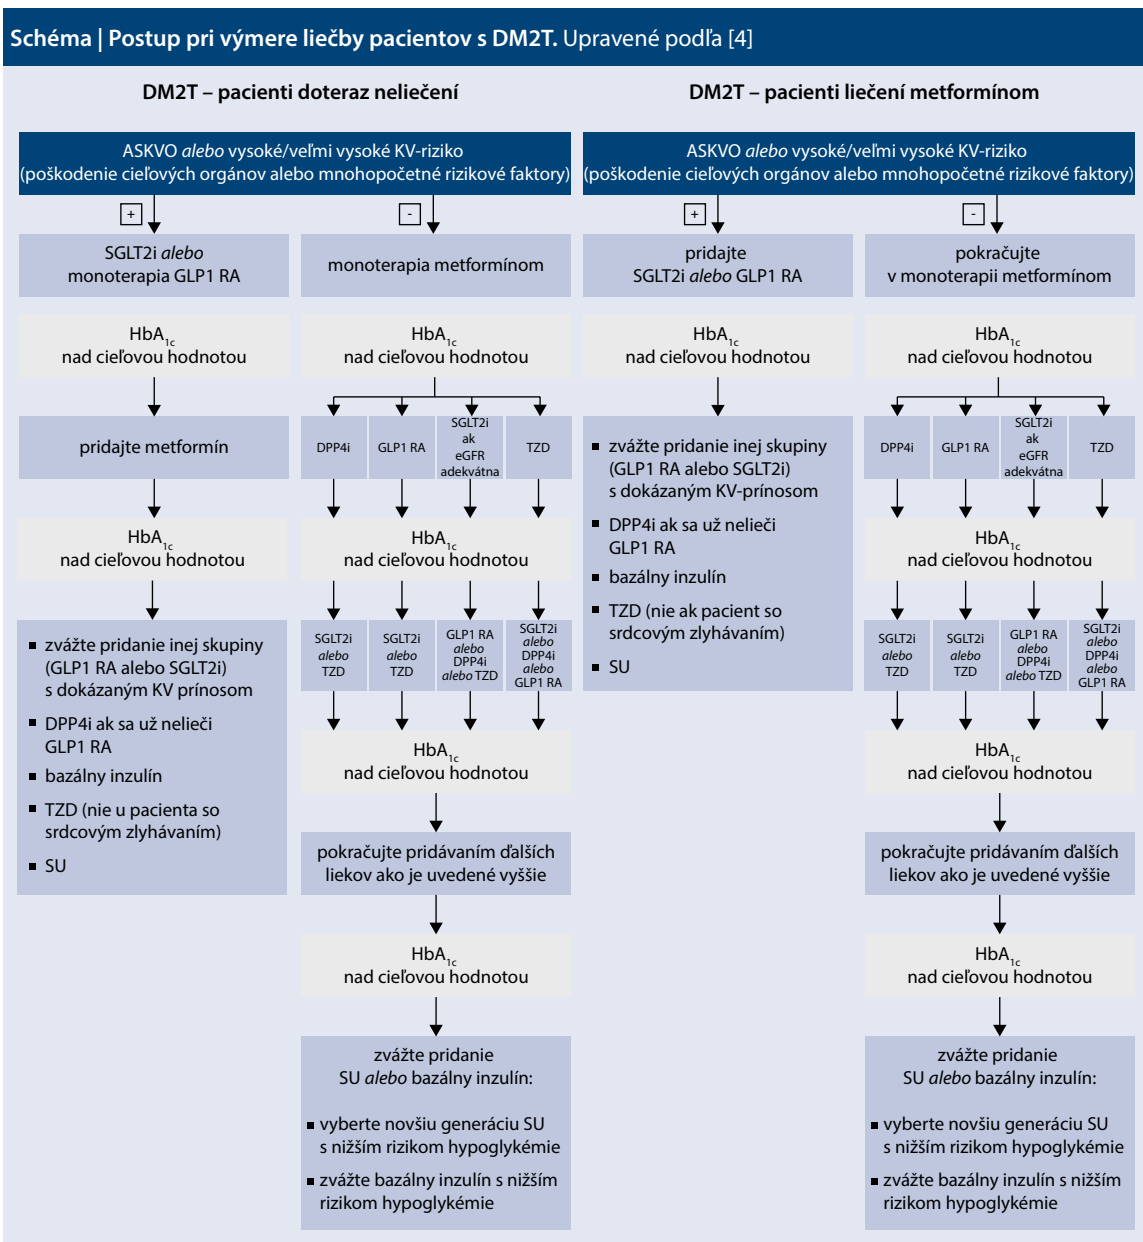 Schéma | Postup pri výmere liečby pacientov s DM2T. Upravené podľa [4]
DM2T – pacienti doteraz neliečení
ASKVO alebo vysoké/veľmi vysoké KV-riziko
(poškodenie cieľových orgánov alebo mnohopočetné rizikové faktory)
+
-
SGLT2i alebo
monoterapia GLP1 RA
monoterapia metformínom
HbA1c
nad cieľovou hodnotou
HbA1c
nad cieľovou hodnotou
pridajte metformín
DPP4i
GLP1 RA
SGLT2i
ak
eGFR
adekvátna
TZD
HbA1c
nad cieľovou hodnotou
HbA1c
nad cieľovou hodnotou
▪ zvážte pridanie inej skupiny
(GLP1 RA alebo SGLT2i)
s dokázaným KV prínosom
▪ DPP4i ak sa už nelieči
GLP1 RA
▪ bazálny inzulín
▪ TZD (nie u pacienta so
srdcovým zlyhávaním)
▪ SU
SGLT2i
alebo
TZD
SGLT2i
alebo
TZD
GLP1 RA
alebo
DPP4i
alebo TZD
SGLT2i
alebo
DPP4i
alebo
GLP1 RA
HbA1c
nad cieľovou hodnotou
pokračujte pridávaním ďalších
liekov ako je uvedené vyššie
HbA1c
nad cieľovou hodnotou
zvážte pridanie
SU alebo bazálny inzulín:
▪ vyberte novšiu generáciu SU
s nižším rizikom hypoglykémie
▪ zvážte bazálny inzulín s nižším
rizikom hypoglykémie
DM2T – pacienti liečení metformínom
ASKVO alebo vysoké/veľmi vysoké KV-riziko
(poškodenie cieľových orgánov alebo mnohopočetné rizikové faktory)
+
-
pridajte
SGLT2i alebo GLP1 RA
pokračujte
v monoterapii metformínom
HbA1c
nad cieľovou hodnotou
HbA1c
nad cieľovou hodnotou
▪ zvážte pridanie inej skupiny
(GLP1 RA alebo SGLT2i)
s dokázaným KV-prínosom
▪ DPP4i ak sa už nelieči
GLP1 RA
▪ bazálny inzulín
▪ TZD (nie ak pacient so
srdcovým zlyhávaním)
▪ SU
DPP4i
GLP1 RA
SGLT2i
ak
eGFR
adekvátna
TZD
HbA1c
nad cieľovou hodnotou
SGLT2i
alebo
TZD
SGLT2i
alebo
TZD
GLP1 RA
alebo
DPP4i
alebo TZD
SGLT2i
alebo
DPP4i
alebo
GLP1 RA
HbA1c
nad cieľovou hodnotou
pokračujte pridávaním ďalších
liekov ako je uvedené vyššie
HbA1c
nad cieľovou hodnotou
zvážte pridanie
SU alebo bazálny inzulín:
▪ vyberte novšiu generáciu SU
s nižším rizikom hypoglykémie
▪ zvážte bazálny inzulín s nižším
rizikom hypoglykémie